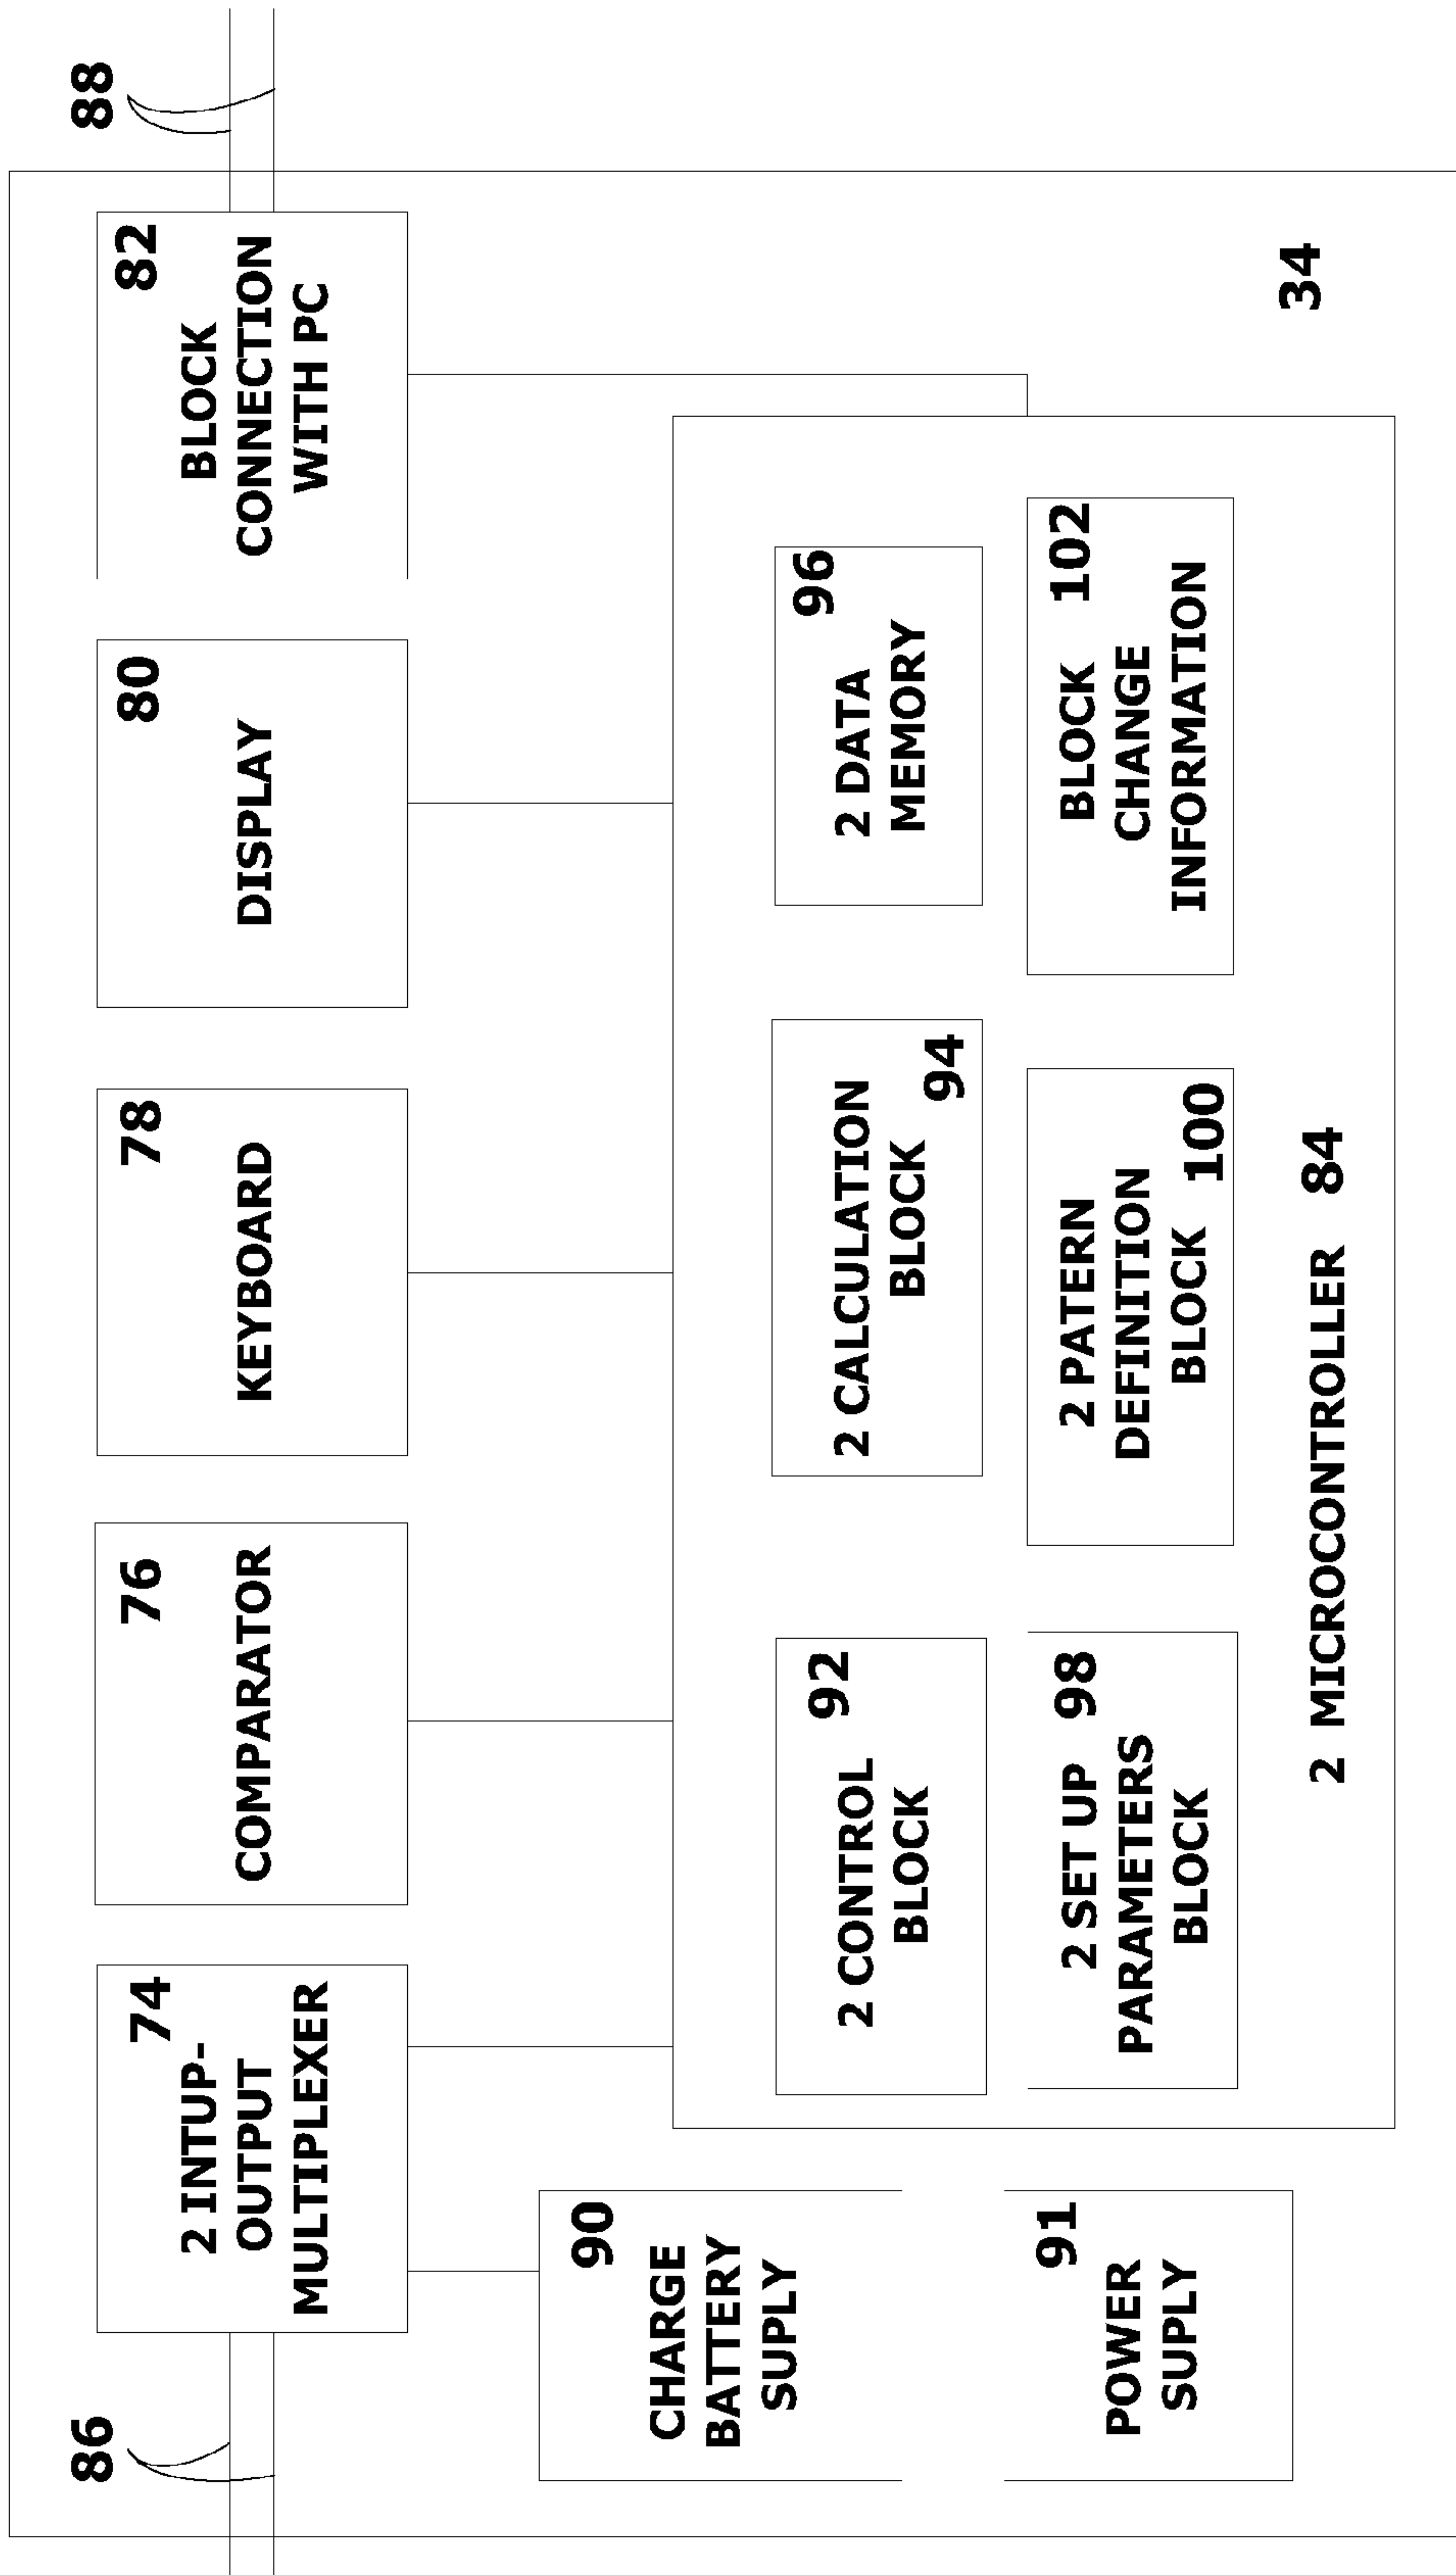 86
88
74
2 INTUP-
OUTPUT
MULTIPLEXER
76
COMPARATOR
78
KEYBOARD
80
DISPLAY
82
BLOCK
CONNECTION
WITH PC
90
CHARGE
BATTERY
SUPLY
91
POWER
SUPLY
92
2 CONTROL
BLOCK
94
2 CALCULATION
BLOCK
96
2 DATA
MEMORY
2 SET UP 98
PARAMETERS
BLOCK
2 PATERN
DEFINITION
BLOCK 100
BLOCK 102
CHANGE
INFORMATION
2 MICROCONTROLLER 84
34